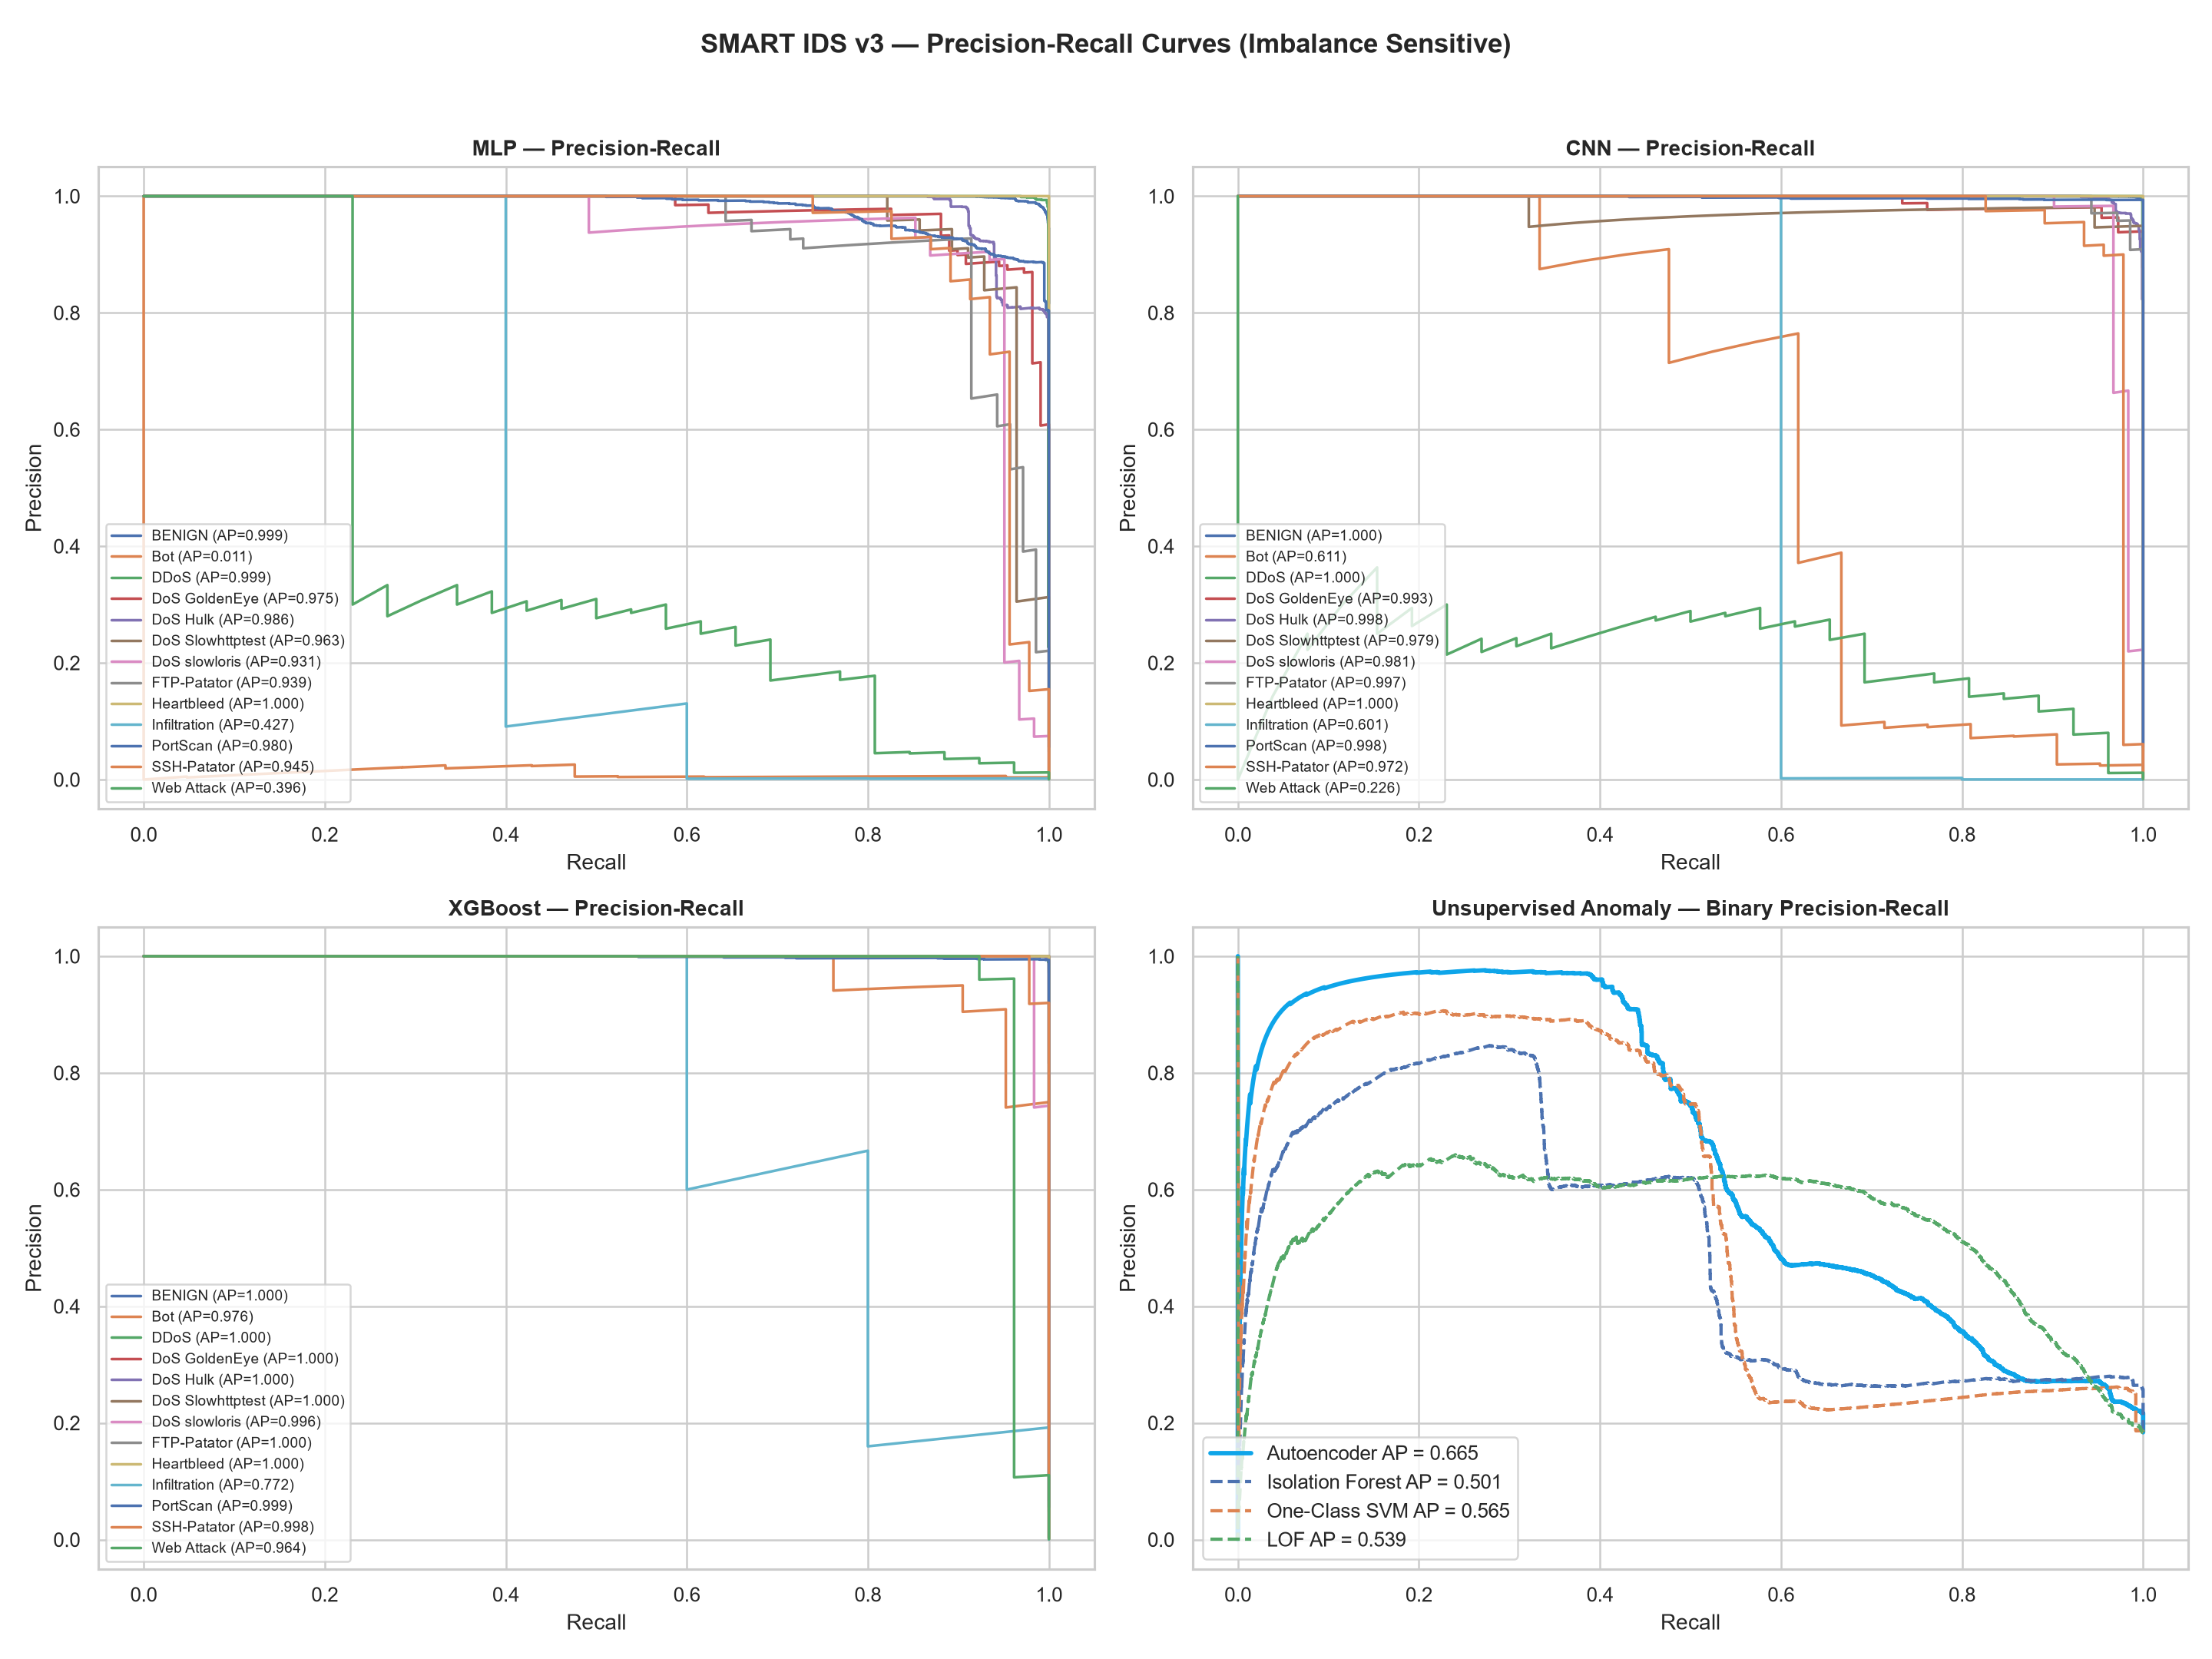 SMART IDS v3 — Precision-Recall Curves (Imbalance Sensitive)
MLP — Precision-Recall
1.0
0.8
0.6
0.4
0.2
0.0
Precision
BENIGN (AP=0.999)
Bot (AP=0.011)
DDoS (AP=0.999)
DoS GoldenEye (AP=0.975)
DoS Hulk (AP=0.986)
DoS Slowhttptest (AP=0.963)
DoS slowloris (AP=0.931)
FTP-Patator (AP=0.939)
Heartbleed (AP=1.000)
Infiltration (AP=0.427)
PortScan (AP=0.980)
SSH-Patator (AP=0.945)
Web Attack (AP=0.396)
0.0 0.2 0.4 0.6 0.8 1.0
Recall
CNN — Precision-Recall
1.0
0.8
0.6
0.4
0.2
0.0
Precision
BENIGN (AP=1.000)
Bot (AP=0.611)
DDoS (AP=1.000)
DoS GoldenEye (AP=0.993)
DoS Hulk (AP=0.998)
DoS Slowhttptest (AP=0.979)
DoS slowloris (AP=0.981)
FTP-Patator (AP=0.997)
Heartbleed (AP=1.000)
Infiltration (AP=0.601)
PortScan (AP=0.998)
SSH-Patator (AP=0.972)
Web Attack (AP=0.226)
0.0 0.2 0.4 0.6 0.8 1.0
Recall
XGBoost — Precision-Recall
1.0
0.8
0.6
0.4
0.2
0.0
Precision
BENIGN (AP=1.000)
Bot (AP=0.976)
DDoS (AP=1.000)
DoS GoldenEye (AP=1.000)
DoS Hulk (AP=1.000)
DoS Slowhttptest (AP=1.000)
DoS slowloris (AP=0.996)
FTP-Patator (AP=1.000)
Heartbleed (AP=1.000)
Infiltration (AP=0.772)
PortScan (AP=0.999)
SSH-Patator (AP=0.998)
Web Attack (AP=0.964)
0.0 0.2 0.4 0.6 0.8 1.0
Recall
Unsupervised Anomaly — Binary Precision-Recall
1.0
0.8
0.6
0.4
0.2
0.0
Precision
Autoencoder AP = 0.665
Isolation Forest AP = 0.501
One-Class SVM AP = 0.565
LOF AP = 0.539
0.0 0.2 0.4 0.6 0.8 1.0
Recall